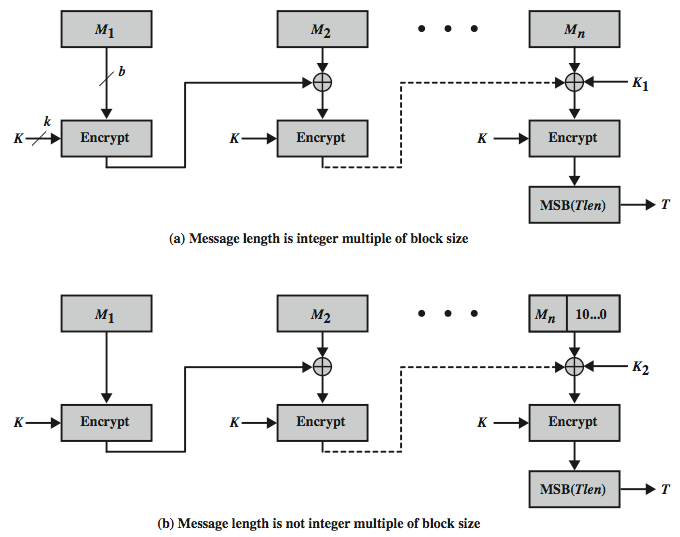 M1 M2 • • • Mn
b
K1
k
K Encrypt K Encrypt K Encrypt
MSB(Tlen) T
(a) Message length is integer multiple of block size
M1 M2 • • • Mn 10...0
K2
K Encrypt K Encrypt K Encrypt
MSB(Tlen) T
(b) Message length is not integer multiple of block size